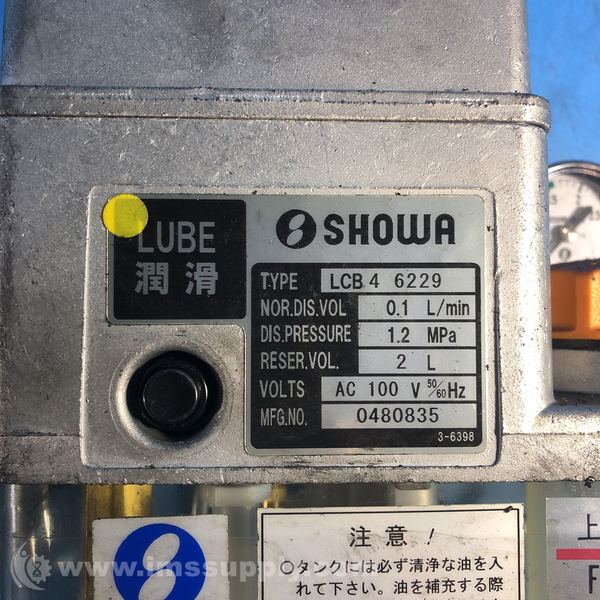 LUBE
潤滑
SHOWA
TYPE LCB4 6229
NOR.DIS.VOL 0.1 L/min
DIS.PRESSURE 1.2 MPa
RESER.VOL. 2 L
VOLTS AC 100 V 50/60 Hz
MFG.NO. 0480835
3-6398
注意!
○タンクには必ず清浄な油を入
れて下さい。油を補充する際
上
F
www.imssupply